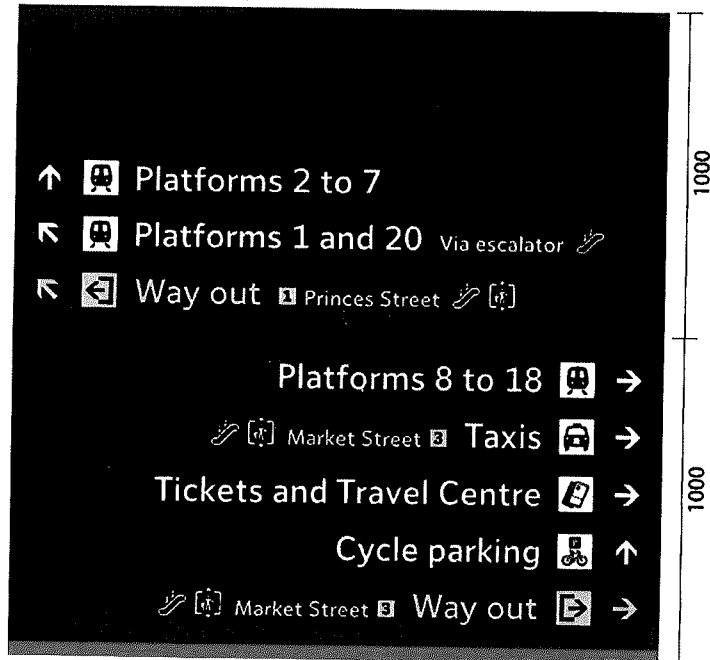 Platforms 2 to 7
Platforms 1 and 20 Via escalator
Way out 1 Princes Street
Platforms 8 to 18
Market Street 3 Taxis
Tickets and Travel Centre
Cycle parking
Market Street 3 Way out
1000
1000